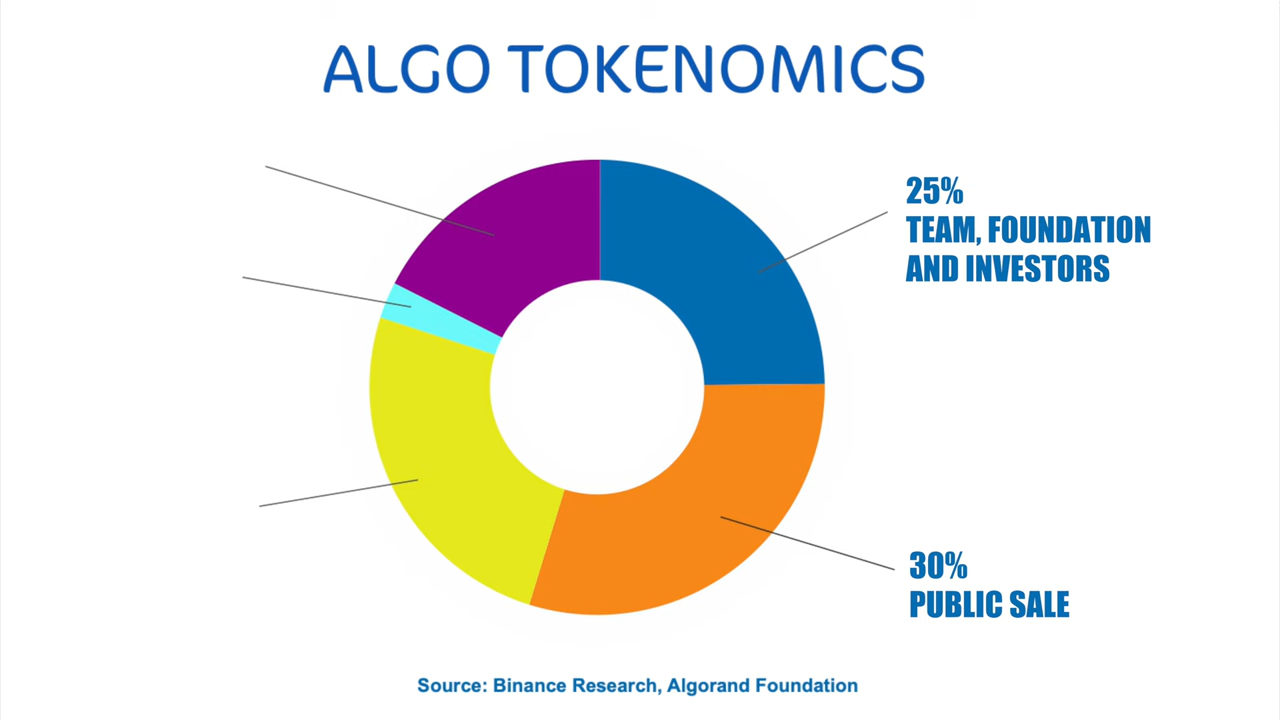 ALGO TOKENOMICS
25%
TEAM, FOUNDATION
AND INVESTORS
30%
PUBLIC SALE
Source: Binance Research, Algorand Foundation